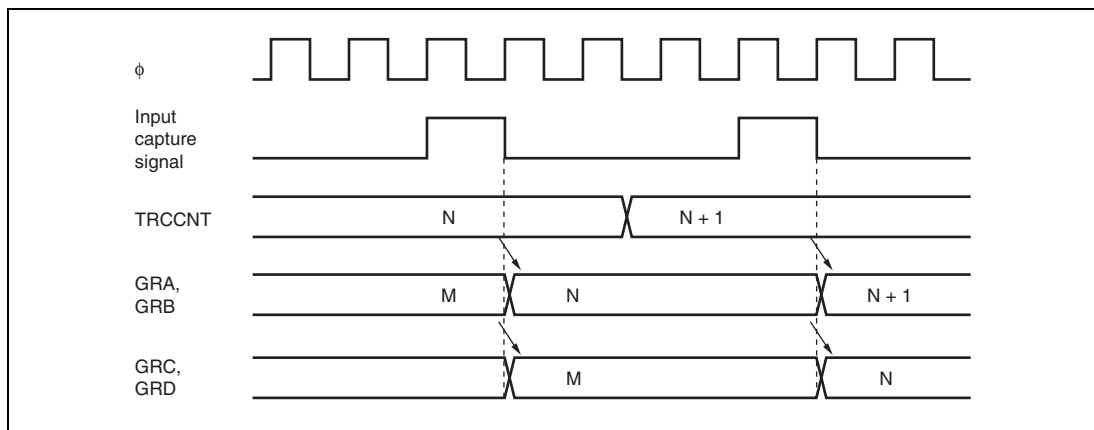 ϕ
Input
capture
signal
TRCCNT
N
N + 1
GRA,
GRB
M
N
N + 1
GRC,
GRD
M
N